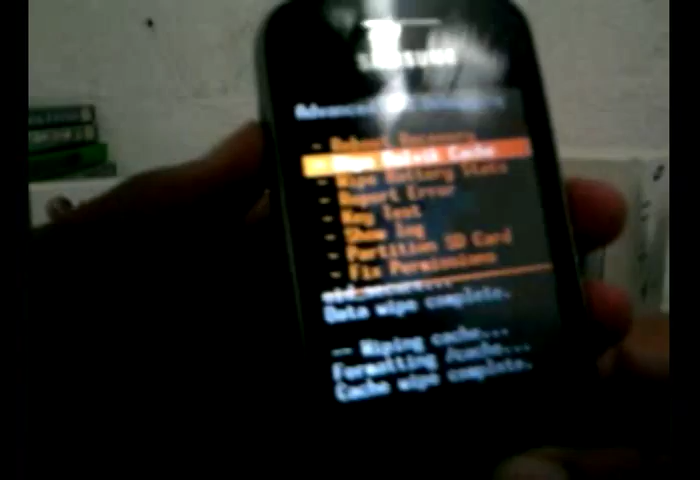 SAMSUNG
Advanced
- Reboot Recovery
- Wipe Dalvik Cache
- Wipe Battery Stats
- Report Error
- Key Test
- Show log
- Partition SD Card
- Fix Permissions
Data wipe complete.
-- Wiping cache...
Formatting /cache...
Cache wipe complete.